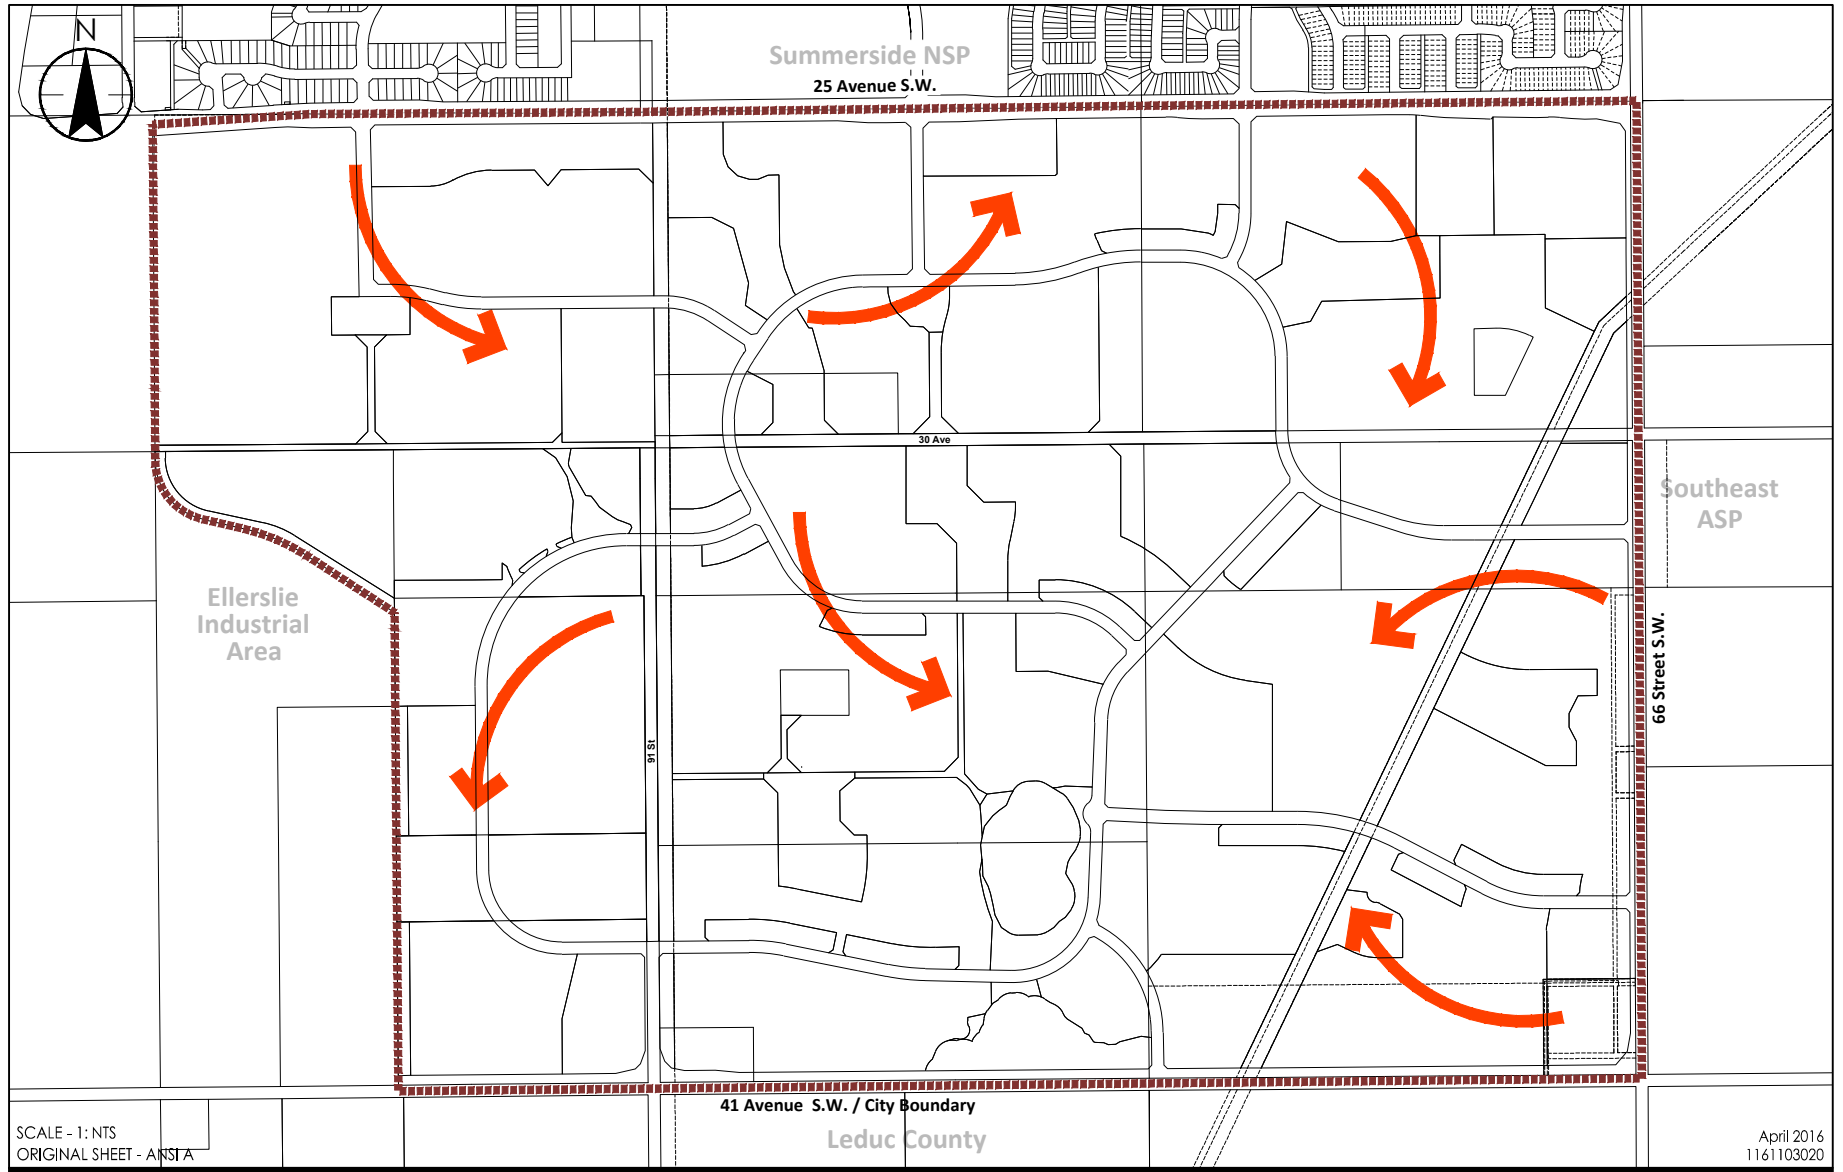 N
Summerside NSP
25 Avenue S.W.
30 Ave
Southeast
ASP
Ellerslie
Industrial
Area
66 Street S.W.
91 St
41 Avenue S.W. / City Boundary
Leduc County
SCALE - 1: NTS
ORIGINAL SHEET - ANSI A
April 2016
1161103020